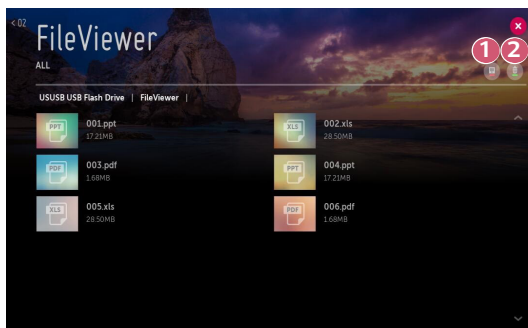 < 02
FileViewer
ALL
1 2
USUSB USB Flash Drive | FileViewer |
PPT 001.ppt
17.21MB
XLS 002.xls
28.50MB
PDF 003.pdf
1.68MB
PPT 004.ppt
17.21MB
XLS 005.xls
28.50MB
PDF 006.pdf
1.68MB